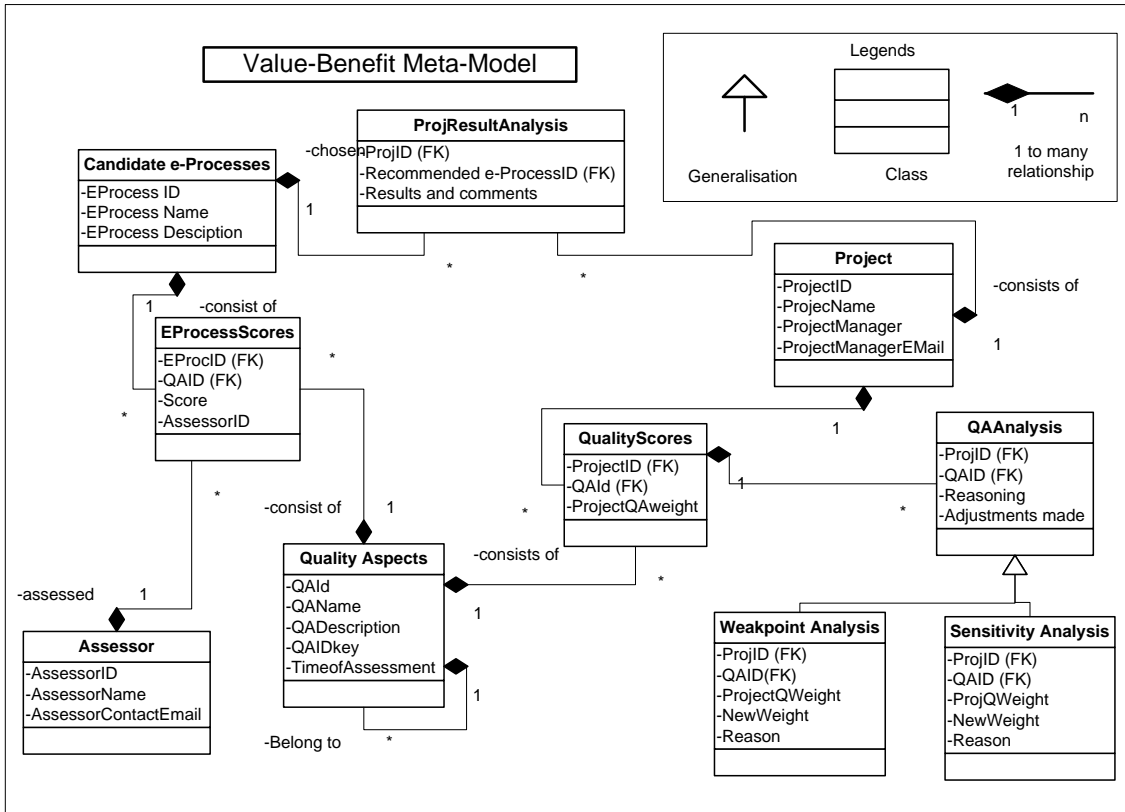 Value-Benefit Meta-Model
Legends
Generalisation
Class
1
n
1 to many
relationship
ProjResultAnalysis
-ProjID (FK)
-Recommended e-ProcessID (FK)
-Results and comments
-chosen
1
*
*
Candidate e-Processes
-EProcess ID
-EProcess Name
-EProcess Desciption
1
-consist of
*
EProcessScores
-EProcID (FK)
-QAID (FK)
-Score
-AssessorID
*
*
Project
-ProjectID
-ProjecName
-ProjectManager
-ProjectManagerEMail
-consists of
1
1
QualityScores
-ProjectID (FK)
-QAId (FK)
-ProjectQAweight
*
1
*
*
QAAnalysis
-ProjID (FK)
-QAID (FK)
-Reasoning
-Adjustments made
-consist of
1
Quality Aspects
-QAId
-QAName
-QADescription
-QAIDkey
-TimeofAssessment
-consists of
1
1
-Belong to
*
-assessed
1
Assessor
-AssessorID
-AssessorName
-AssessorContactEmail
Weakpoint Analysis
-ProjID (FK)
-QAID(FK)
-ProjectQWeight
-NewWeight
-Reason
Sensitivity Analysis
-ProjID (FK)
-QAID (FK)
-ProjQWeight
-NewWeight
-Reason